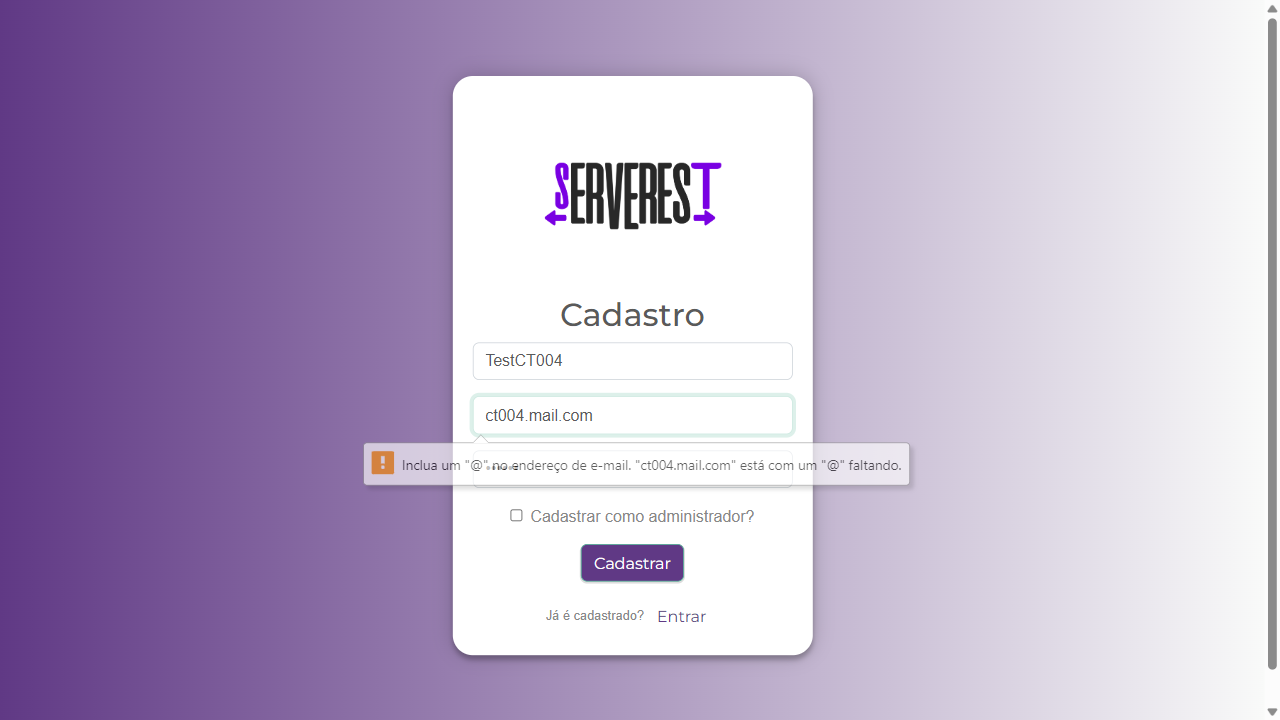 SERVEREST
Cadastro
TestCT004
ct004.mail.com
Inclua um "@" no endereço de e-mail. "ct004.mail.com" está com um "@" faltando.
Cadastrar como administrador?
Cadastrar
Já é cadastrado? Entrar